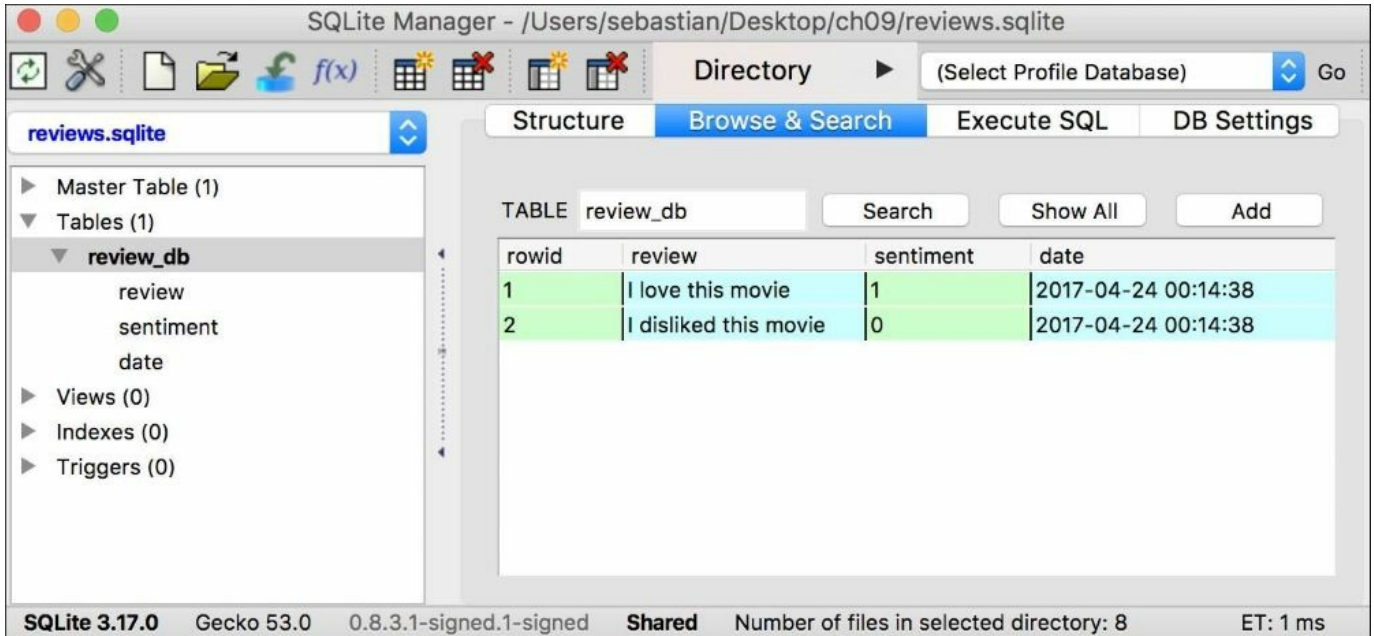 SQLite Manager - /Users/sebastian/Desktop/ch09/reviews.sqlite
f(x) Directory (Select Profile Database) Go
reviews.sqlite
Structure Browse & Search Execute SQL DB Settings
Master Table (1)
Tables (1)
review_db
review
sentiment
date
Views (0)
Indexes (0)
Triggers (0)
TABLE review_db Search Show All Add
rowid review sentiment date
1 I love this movie 1 2017-04-24 00:14:38
2 I disliked this movie 0 2017-04-24 00:14:38
SQLite 3.17.0 Gecko 53.0 0.8.3.1-signed.1-signed Shared Number of files in selected directory: 8 ET: 1 ms